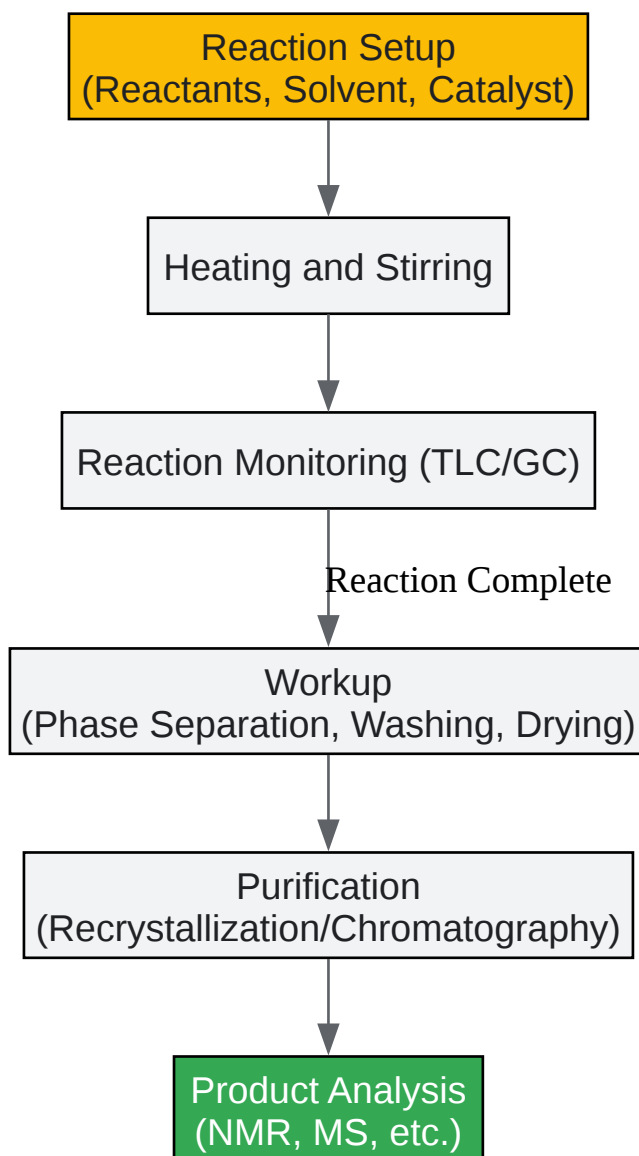 Reaction Setup
(Reactants, Solvent, Catalyst)
Heating and Stirring
Reaction Monitoring (TLC/GC)
Reaction Complete
Workup
(Phase Separation, Washing, Drying)
Purification
(Recrystallization/Chromatography)
Product Analysis
(NMR, MS, etc.)